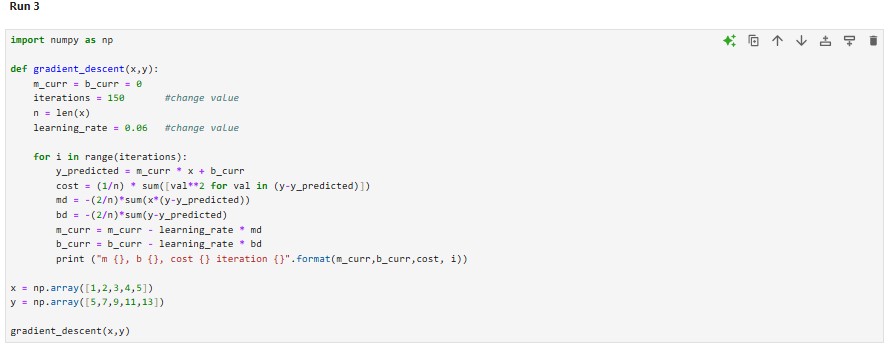 Run 3
import numpy as np
def gradient_descent(x,y):
    m_curr = b_curr = 0
    iterations = 150       #change value
    n = len(x)
    learning_rate = 0.06   #change value
    for i in range(iterations):
        y_predicted = m_curr * x + b_curr
        cost = (1/n) * sum([val**2 for val in (y-y_predicted)])
        md = -(2/n)*sum(x*(y-y_predicted))
        bd = -(2/n)*sum(y-y_predicted)
        m_curr = m_curr - learning_rate * md
        b_curr = b_curr - learning_rate * bd
        print ("m {}, b {}, cost {} iteration {}".format(m_curr,b_curr,cost, i))
x = np.array([1,2,3,4,5])
y = np.array([5,7,9,11,13])
gradient_descent(x,y)